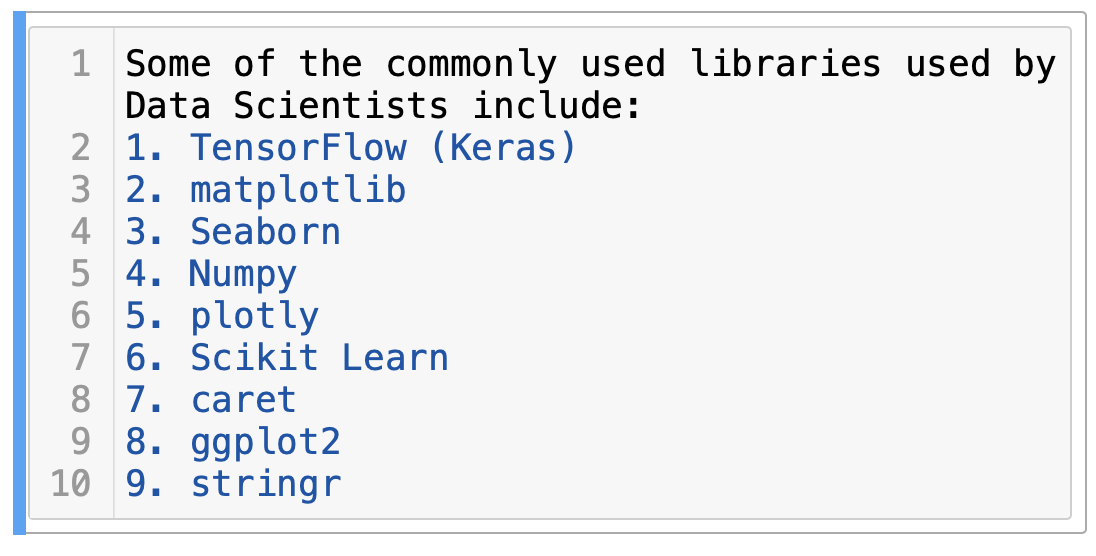 1 Some of the commonly used libraries used by
Data Scientists include:
2 1. TensorFlow (Keras)
3 2. matplotlib
4 3. Seaborn
5 4. Numpy
6 5. plotly
7 6. Scikit Learn
8 7. caret
9 8. ggplot2
10 9. stringr